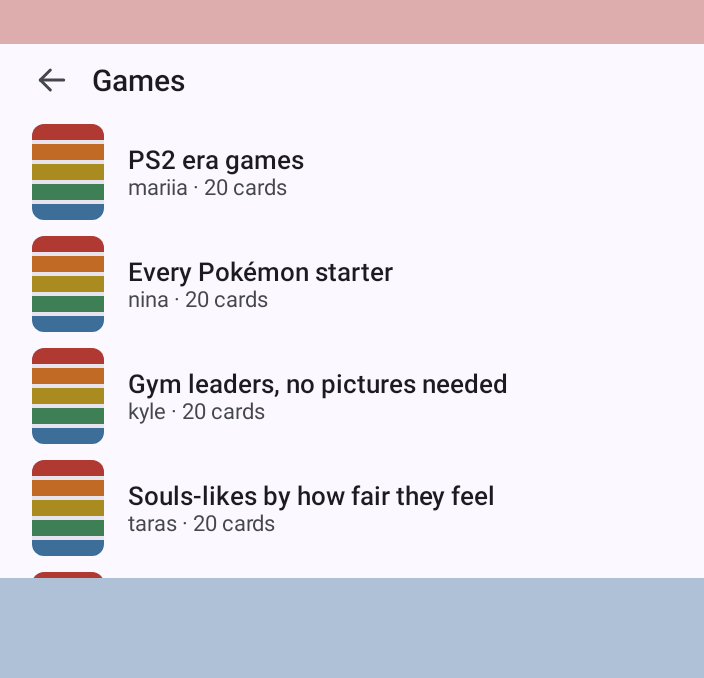 Games
PS2 era games
mariia · 20 cards
Every Pokémon starter
nina · 20 cards
Gym leaders, no pictures needed
kyle · 20 cards
Souls-likes by how fair they feel
taras · 20 cards